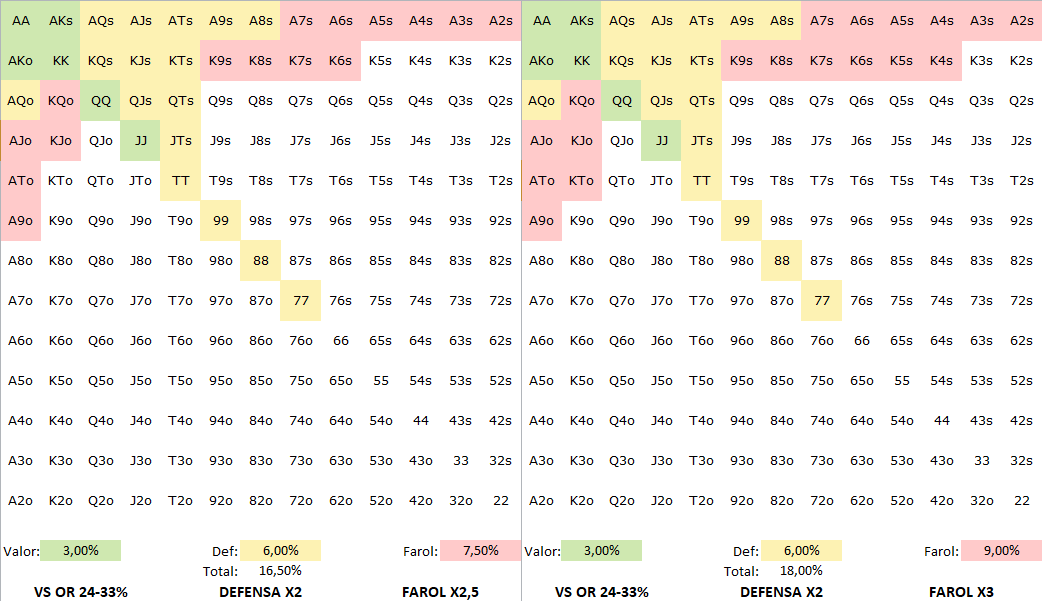 AA AKs AQs AJs ATs A9s A8s A7s A6s A5s A4s A3s A2s AA AKs AQs AJs ATs A9s A8s A7s A6s A5s A4s A3s A2s
AKo KK KQs KJs KTs K9s K8s K7s K6s K5s K4s K3s K2s AKo KK KQs KJs KTs K9s K8s K7s K6s K5s K4s K3s K2s
AQo KQo QQ QJs QTs Q9s Q8s Q7s Q6s Q5s Q4s Q3s Q2s AQo KQo QQ QJs QTs Q9s Q8s Q7s Q6s Q5s Q4s Q3s Q2s
AJo KJo QJo JJ JTs J9s J8s J7s J6s J5s J4s J3s J2s AJo KJo QJo JJ JTs J9s J8s J7s J6s J5s J4s J3s J2s
ATo KTo QTo JTo TT T9s T8s T7s T6s T5s T4s T3s T2s ATo KTo QTo JTo TT T9s T8s T7s T6s T5s T4s T3s T2s
A9o K9o Q9o J9o T9o 99 98s 97s 96s 95s 94s 93s 92s A9o K9o Q9o J9o T9o 99 98s 97s 96s 95s 94s 93s 92s
A8o K8o Q8o J8o T8o 98o 88 87s 86s 85s 84s 83s 82s A8o K8o Q8o J8o T8o 98o 88 87s 86s 85s 84s 83s 82s
A7o K7o Q7o J7o T7o 97o 87o 77 76s 75s 74s 73s 72s A7o K7o Q7o J7o T7o 97o 87o 77 76s 75s 74s 73s 72s
A6o K6o Q6o J6o T6o 96o 86o 76o 66 65s 64s 63s 62s A6o K6o Q6o J6o T6o 96o 86o 76o 66 65s 64s 63s 62s
A5o K5o Q5o J5o T5o 95o 85o 75o 65o 55 54s 53s 52s A5o K5o Q5o J5o T5o 95o 85o 75o 65o 55 54s 53s 52s
A4o K4o Q4o J4o T4o 94o 84o 74o 64o 54o 44 43s 42s A4o K4o Q4o J4o T4o 94o 84o 74o 64o 54o 44 43s 42s
A3o K3o Q3o J3o T3o 93o 83o 73o 63o 53o 43o 33 32s A3o K3o Q3o J3o T3o 93o 83o 73o 63o 53o 43o 33 32s
A2o K2o Q2o J2o T2o 92o 82o 72o 62o 52o 42o 32o 22 A2o K2o Q2o J2o T2o 92o 82o 72o 62o 52o 42o 32o 22
Valor: 3,00% Def: 6,00% Farol: 7,50% Valor: 3,00% Def: 6,00% Farol: 9,00%
Total: 16,50% Total: 18,00%
VS OR 24-33% DEFENSA X2 FAROL X2,5 VS OR 24-33% DEFENSA X2 FAROL X3